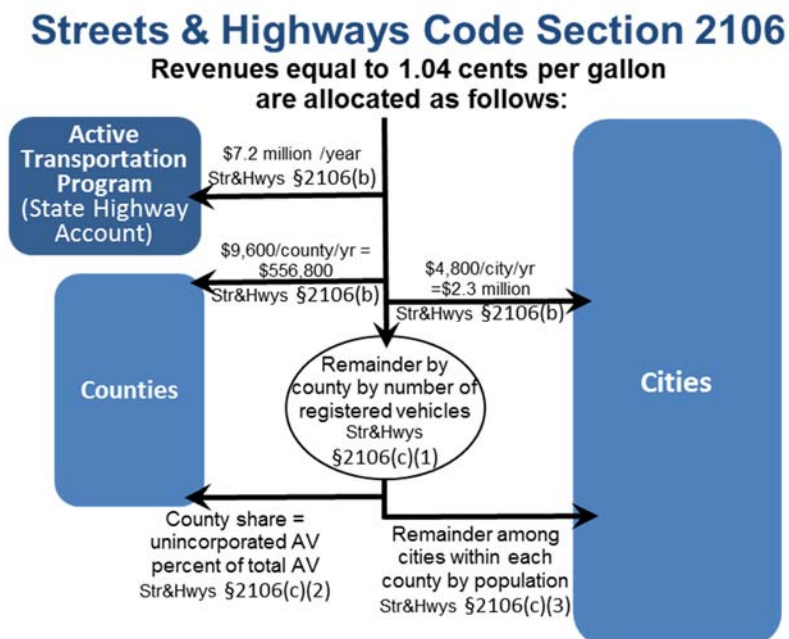 Streets & Highways Code Section 2106
Revenues equal to 1.04 cents per gallon
are allocated as follows:
Active
Transportation
Program
(State Highway
Account)
$7.2 million /year
Str&Hwys §2106(b)
$9,600/county/yr =
$556,800
Str&Hwys §2106(b)
$4,800/city/yr
=$2.3 million
Str&Hwys §2106(b)
Counties
Remainder by
county by number of
registered vehicles
Str&Hwys
§2106(c)(1)
Cities
County share =
unincorporated AV
percent of total AV
Str&Hwys §2106(c)(2)
Remainder among
cities within each
county by population
Str&Hwys §2106(c)(3)